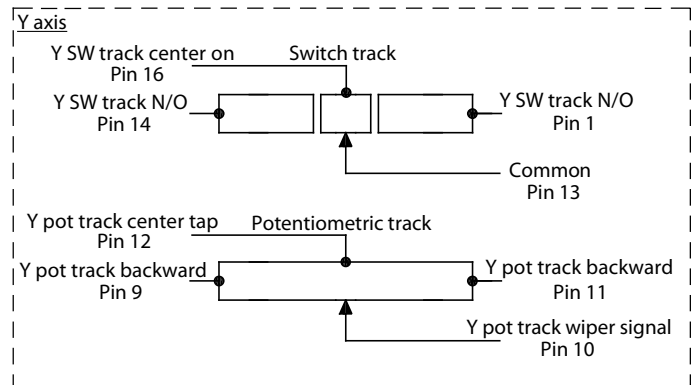 Y axis
Y SW track center on
Pin 16
Switch track
Y SW track N/O
Pin 14
Y SW track N/O
Pin 1
Common
Pin 13
Y pot track center tap
Pin 12
Potentiometric track
Y pot track backward
Pin 9
Y pot track backward
Pin 11
Y pot track wiper signal
Pin 10